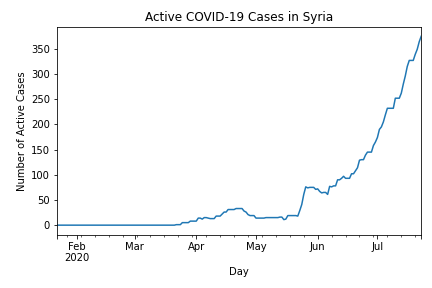 Active COVID-19 Cases in Syria
Number of Active Cases
350
300
250
200
150
100
50
0
Feb
2020
Mar
Apr
May
Jun
Jul
Day